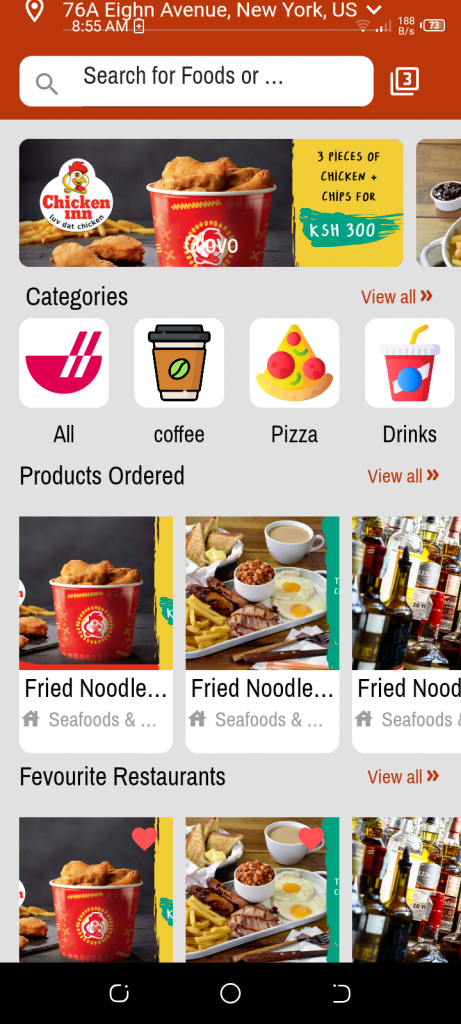 76A Eighn Avenue, New York, US
8:55 AM
188
B/s
73
Search for Foods or ...
3
Chicken
inn
luv dat chicken
3 PIECES OF
CHICKEN +
CHIPS FOR
KSH 300
Glovo
Categories
View all »
All
coffee
Pizza
Drinks
Products Ordered
View all »
Fried Noodle...
Fried Noodle...
Fried Nood
Seafoods & ...
Seafoods & ...
Seafoods &
Fevourite Restaurants
View all »